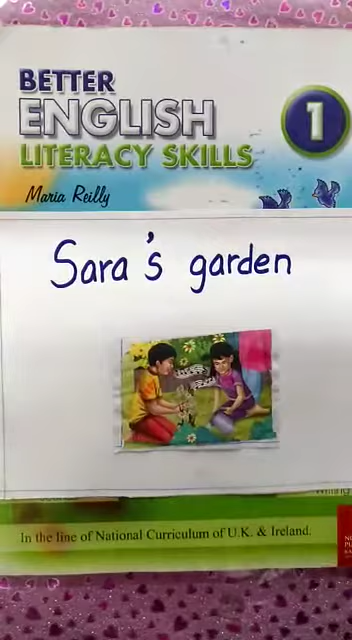 BETTER
ENGLISH
LITERACY SKILLS
1
Maria Reilly
Sara's garden
In the line of National Curriculum of U.K. & Ireland.